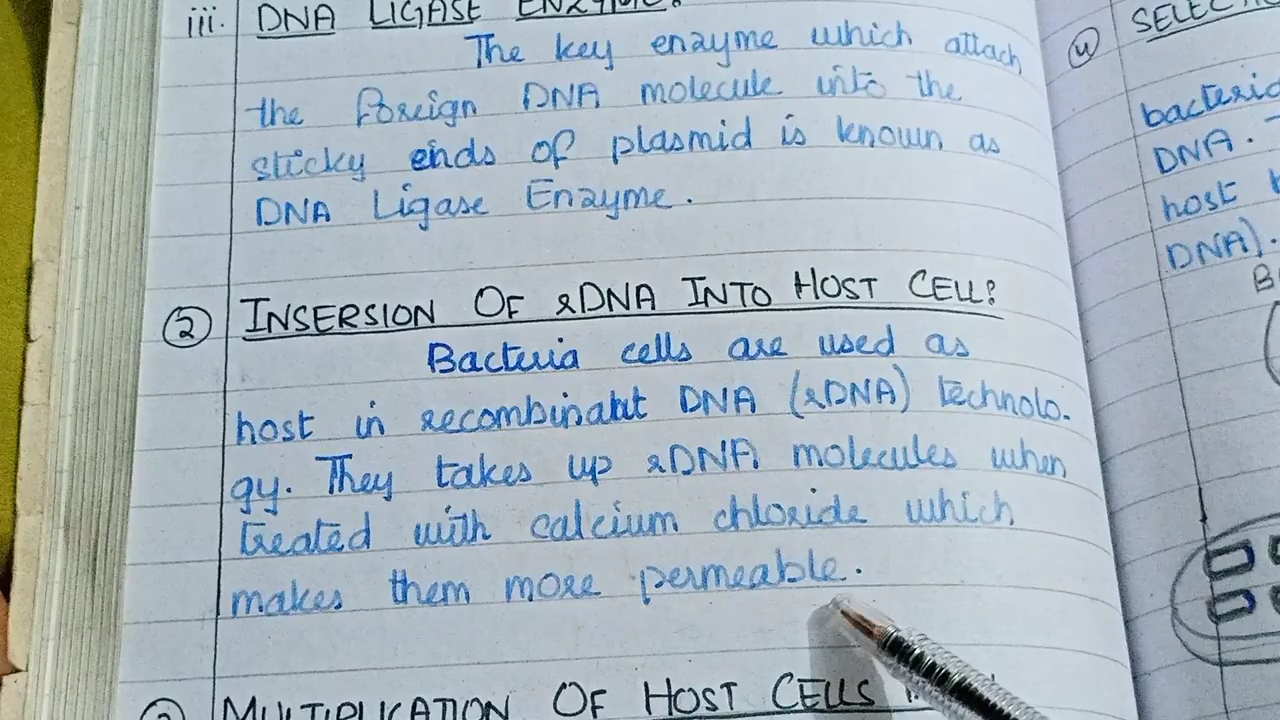 iii. DNA LIGASE ENZYME:
The key enzyme which attach
the foreign DNA molecule into the
sticky ends of plasmid is known as
DNA Ligase Enzyme.
② INSERSION OF rDNA INTO HOST CELL:
Bacteria cells are used as
host in recombinant DNA (rDNA) technolo-
gy. They takes up rDNA molecules when
treated with calcium chloride which
makes them more permeable.
MULTIPLICATION OF HOST CELLS
④
bacteria
DNA.
host
DNA).